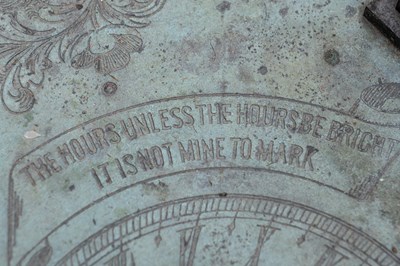 THE HOURS UNLESS THE HOURS BE BRIGHT
IT IS NOT MINE TO MARK